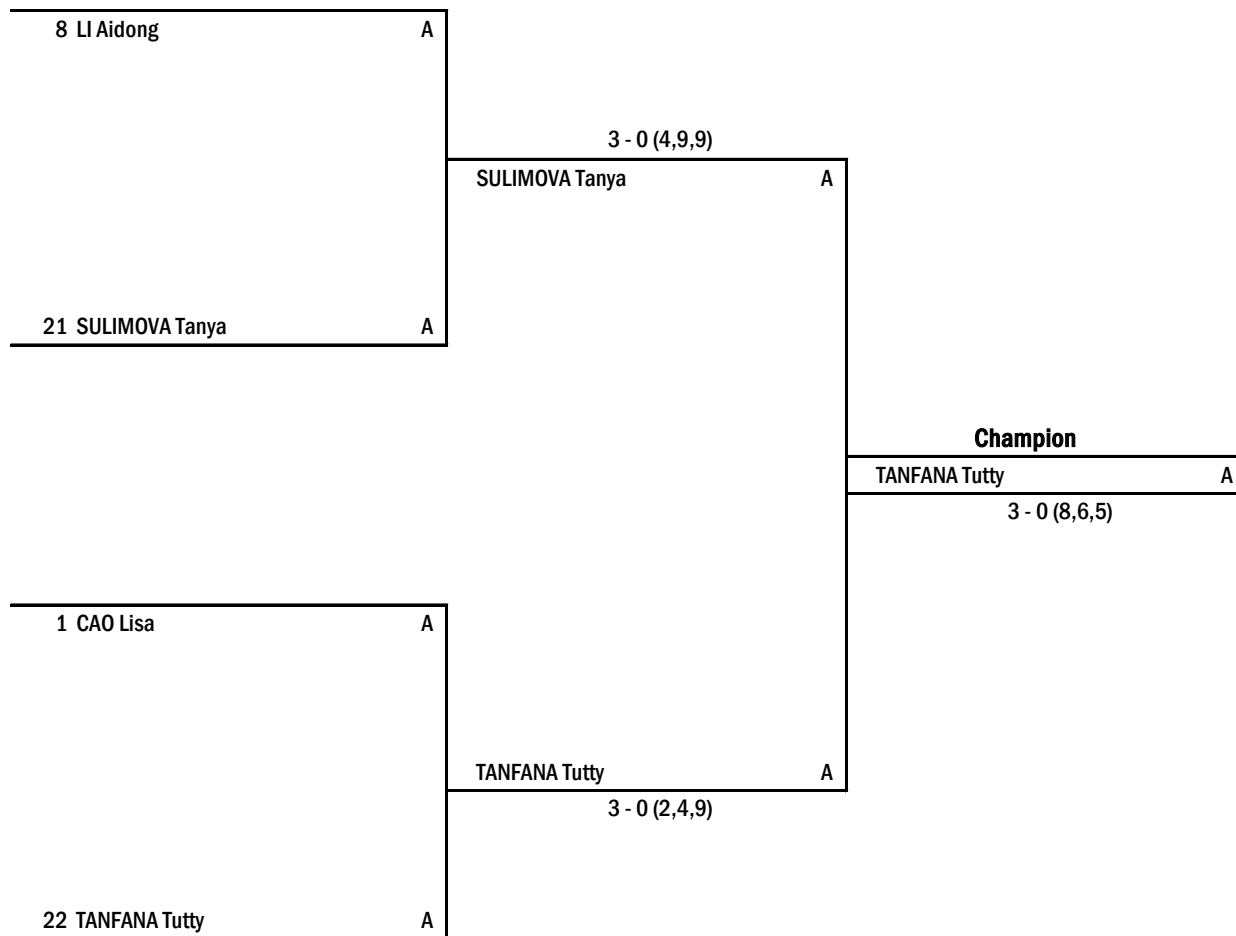 8 LI Aidong A
3 - 0 (4,9,9)
SULIMOVA Tanya A
21 SULIMOVA Tanya A
Champion
TANFANA Tutty A
3 - 0 (8,6,5)
1 CAO Lisa A
TANFANA Tutty A
3 - 0 (2,4,9)
22 TANFANA Tutty A